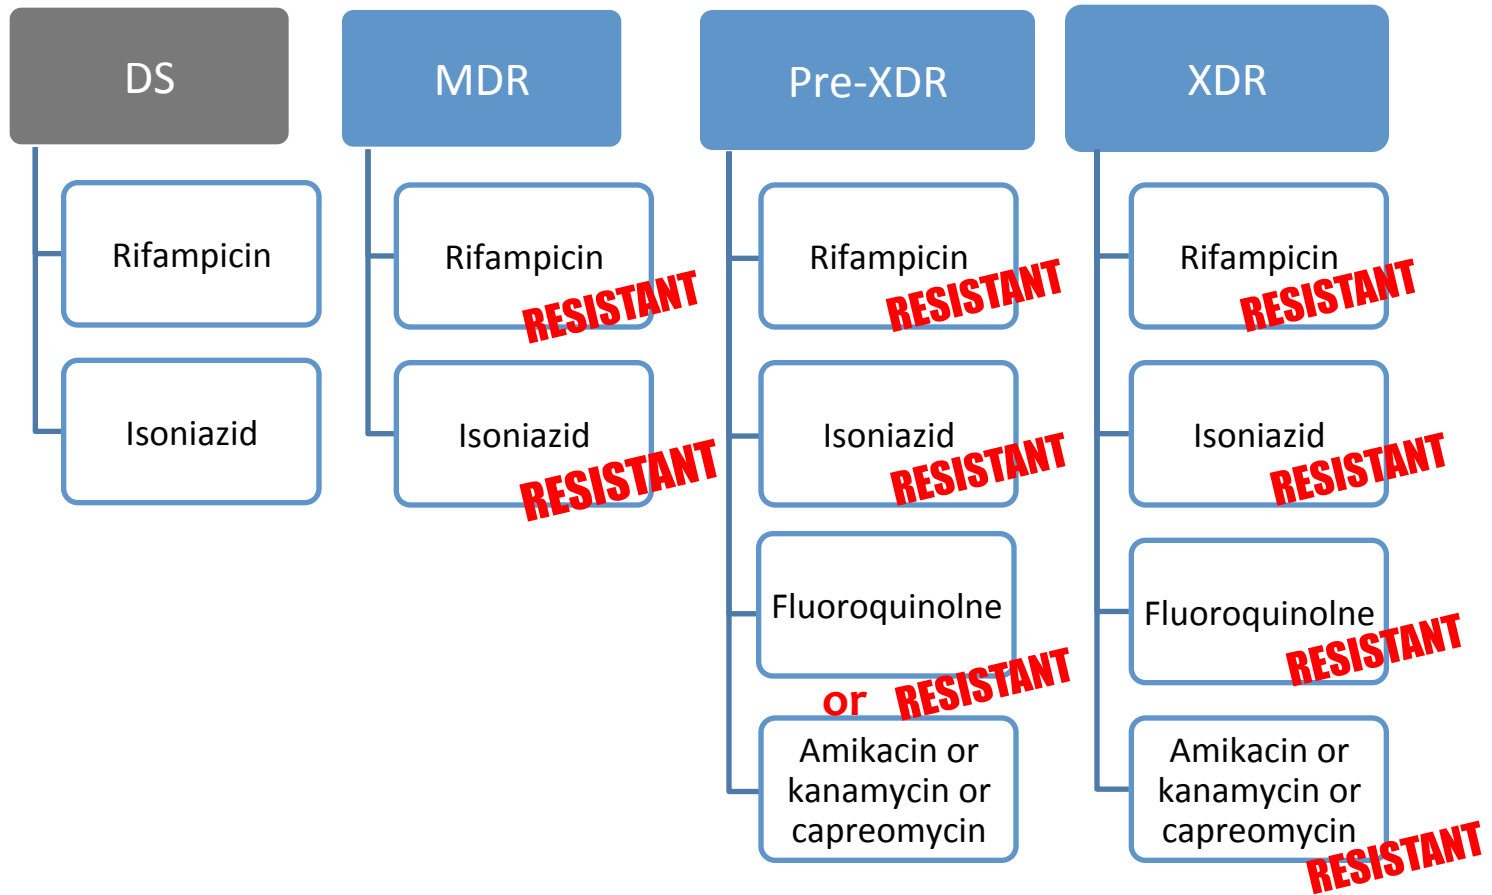 DS
Rifampicin
Isoniazid
MDR
Rifampicin
RESISTANT
Isoniazid
RESISTANT
Pre-XDR
Rifampicin
RESISTANT
Isoniazid
RESISTANT
Fluoroquinolne
or RESISTANT
Amikacin or
kanamycin or
capreomycin
XDR
Rifampicin
RESISTANT
Isoniazid
RESISTANT
Fluoroquinolne
RESISTANT
Amikacin or
kanamycin or
capreomycin
RESISTANT